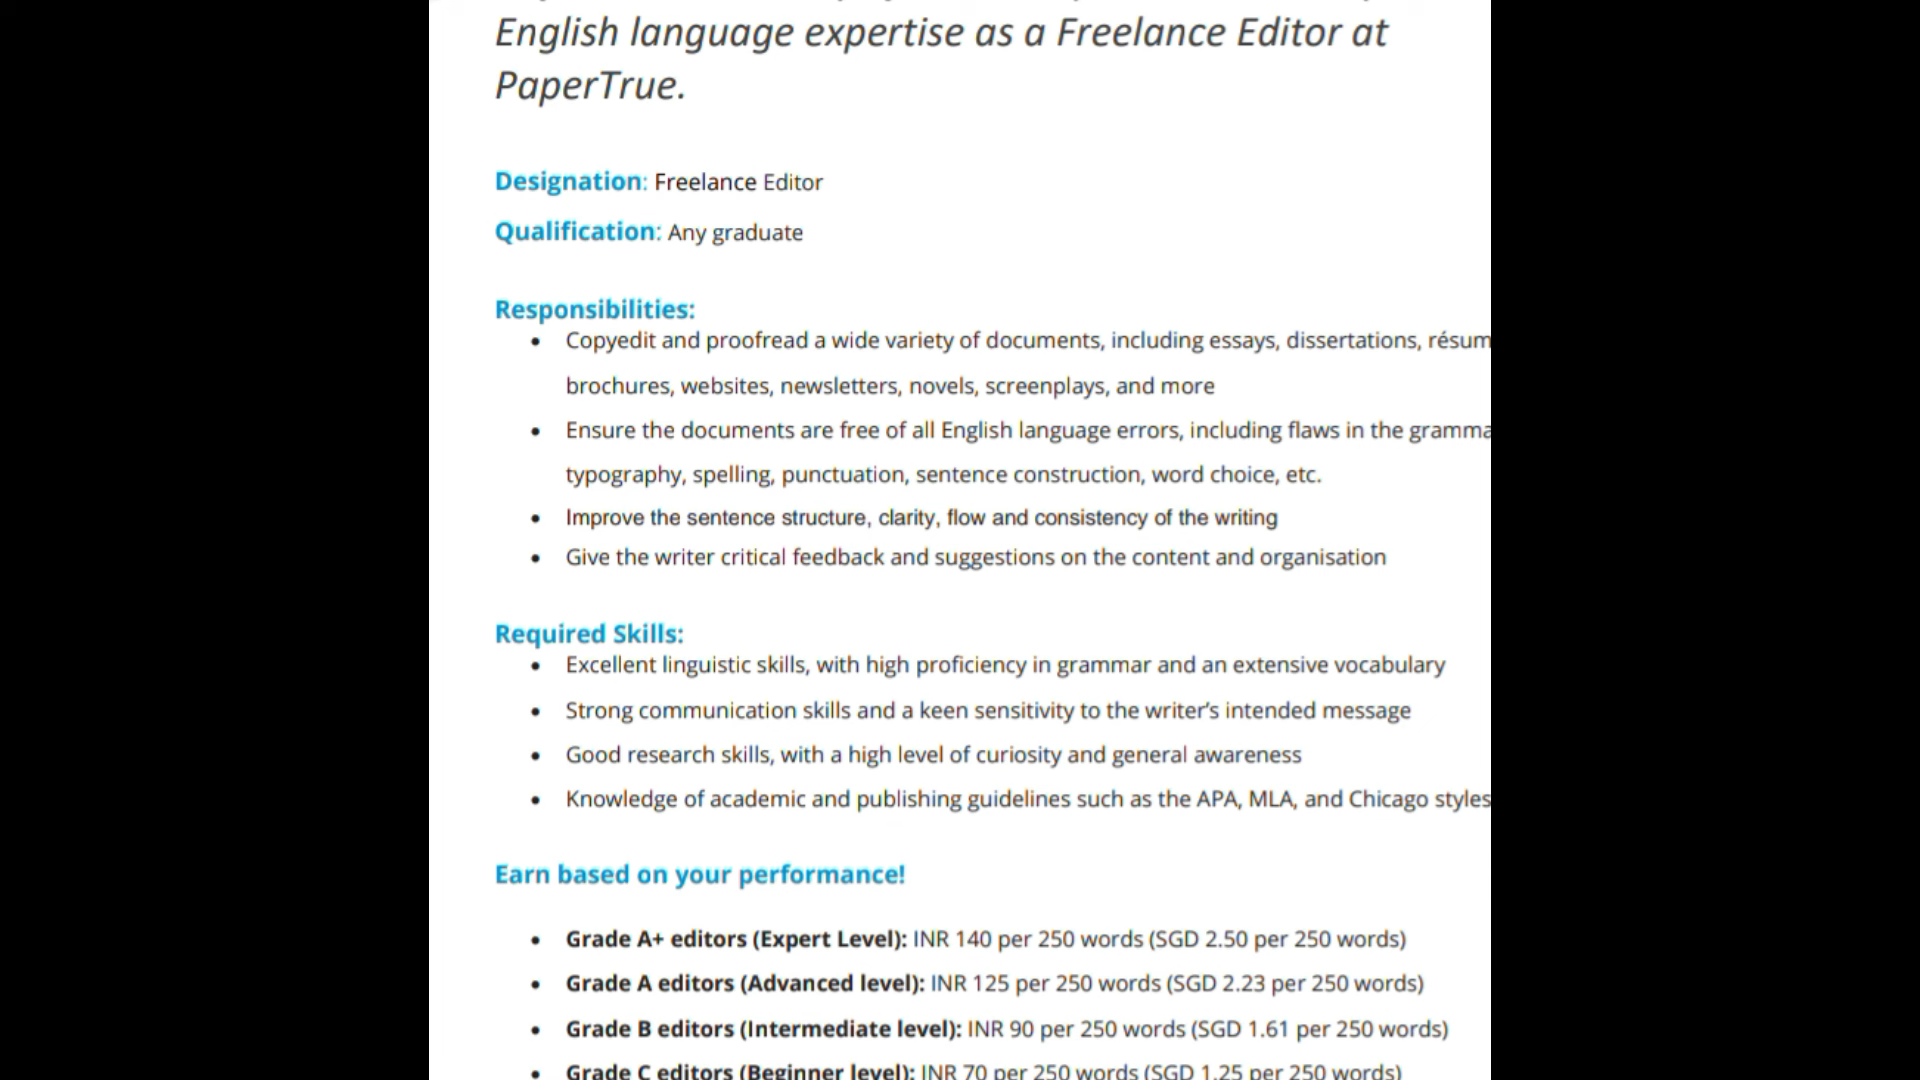 English language expertise as a Freelance Editor at
PaperTrue.
Designation: Freelance Editor
Qualification: Any graduate
Responsibilities:
• Copyedit and proofread a wide variety of documents, including essays, dissertations, résum
brochures, websites, newsletters, novels, screenplays, and more
• Ensure the documents are free of all English language errors, including flaws in the gramma
typography, spelling, punctuation, sentence construction, word choice, etc.
• Improve the sentence structure, clarity, flow and consistency of the writing
• Give the writer critical feedback and suggestions on the content and organisation
Required Skills:
• Excellent linguistic skills, with high proficiency in grammar and an extensive vocabulary
• Strong communication skills and a keen sensitivity to the writer's intended message
• Good research skills, with a high level of curiosity and general awareness
• Knowledge of academic and publishing guidelines such as the APA, MLA, and Chicago styles
Earn based on your performance!
• Grade A+ editors (Expert Level): INR 140 per 250 words (SGD 2.50 per 250 words)
• Grade A editors (Advanced level): INR 125 per 250 words (SGD 2.23 per 250 words)
• Grade B editors (Intermediate level): INR 90 per 250 words (SGD 1.61 per 250 words)
• Grade C editors (Beginner level): INR 70 per 250 words (SGD 1.25 per 250 words)